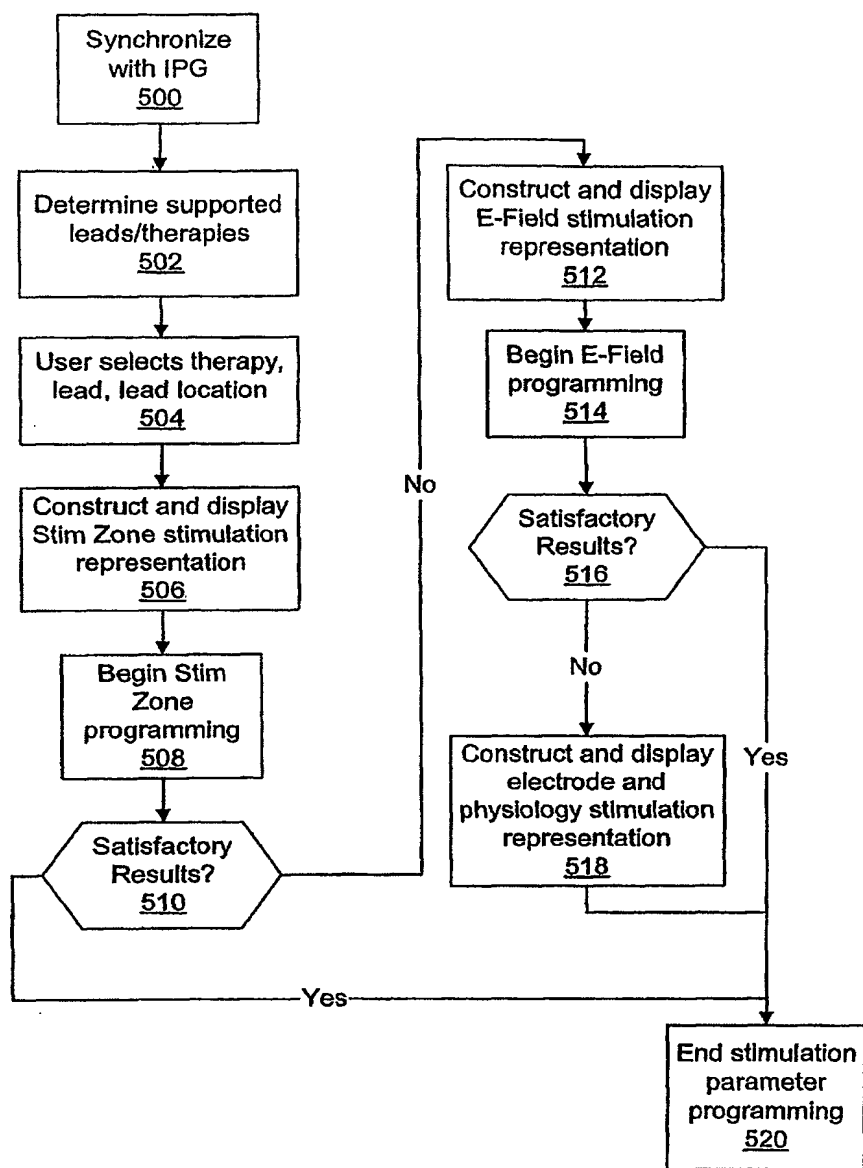 Synchronize
with IPG
500
Determine supported
leads/therapies
502
User selects therapy,
lead, lead location
504
Construct and display
Stim Zone stimulation
representation
506
Begin Stim
Zone
programming
508
Satisfactory
Results?
510
No
Yes
Construct and display
E-Field stimulation
representation
512
Begin E-Field
programming
514
Satisfactory
Results?
516
No
Yes
Construct and display
electrode and
physiology stimulation
representation
518
End stimulation
parameter
programming
520